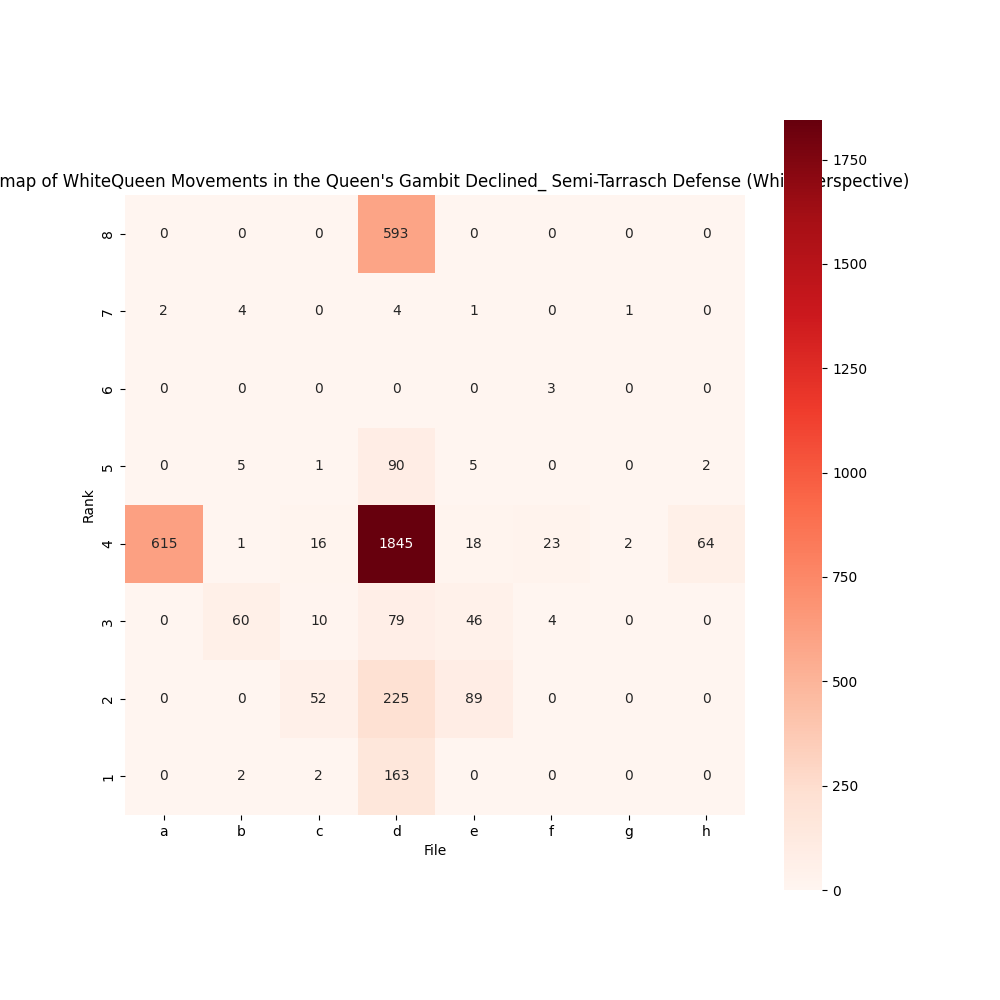 map of WhiteQueen Movements in the Queen's Gambit Declined_ Semi-Tarrasch Defense (Whi erspective)
8 0 0 0 593 0 0 0 0
7 2 4 0 4 1 0 1 0
6 0 0 0 0 0 3 0 0
5 0 5 1 90 5 0 0 2
4 615 1 16 1845 18 23 2 64
3 0 60 10 79 46 4 0 0
2 0 0 52 225 89 0 0 0
1 0 2 2 163 0 0 0 0
a b c d e f g h
File
Rank
1750
1500
1250
1000
750
500
250
0